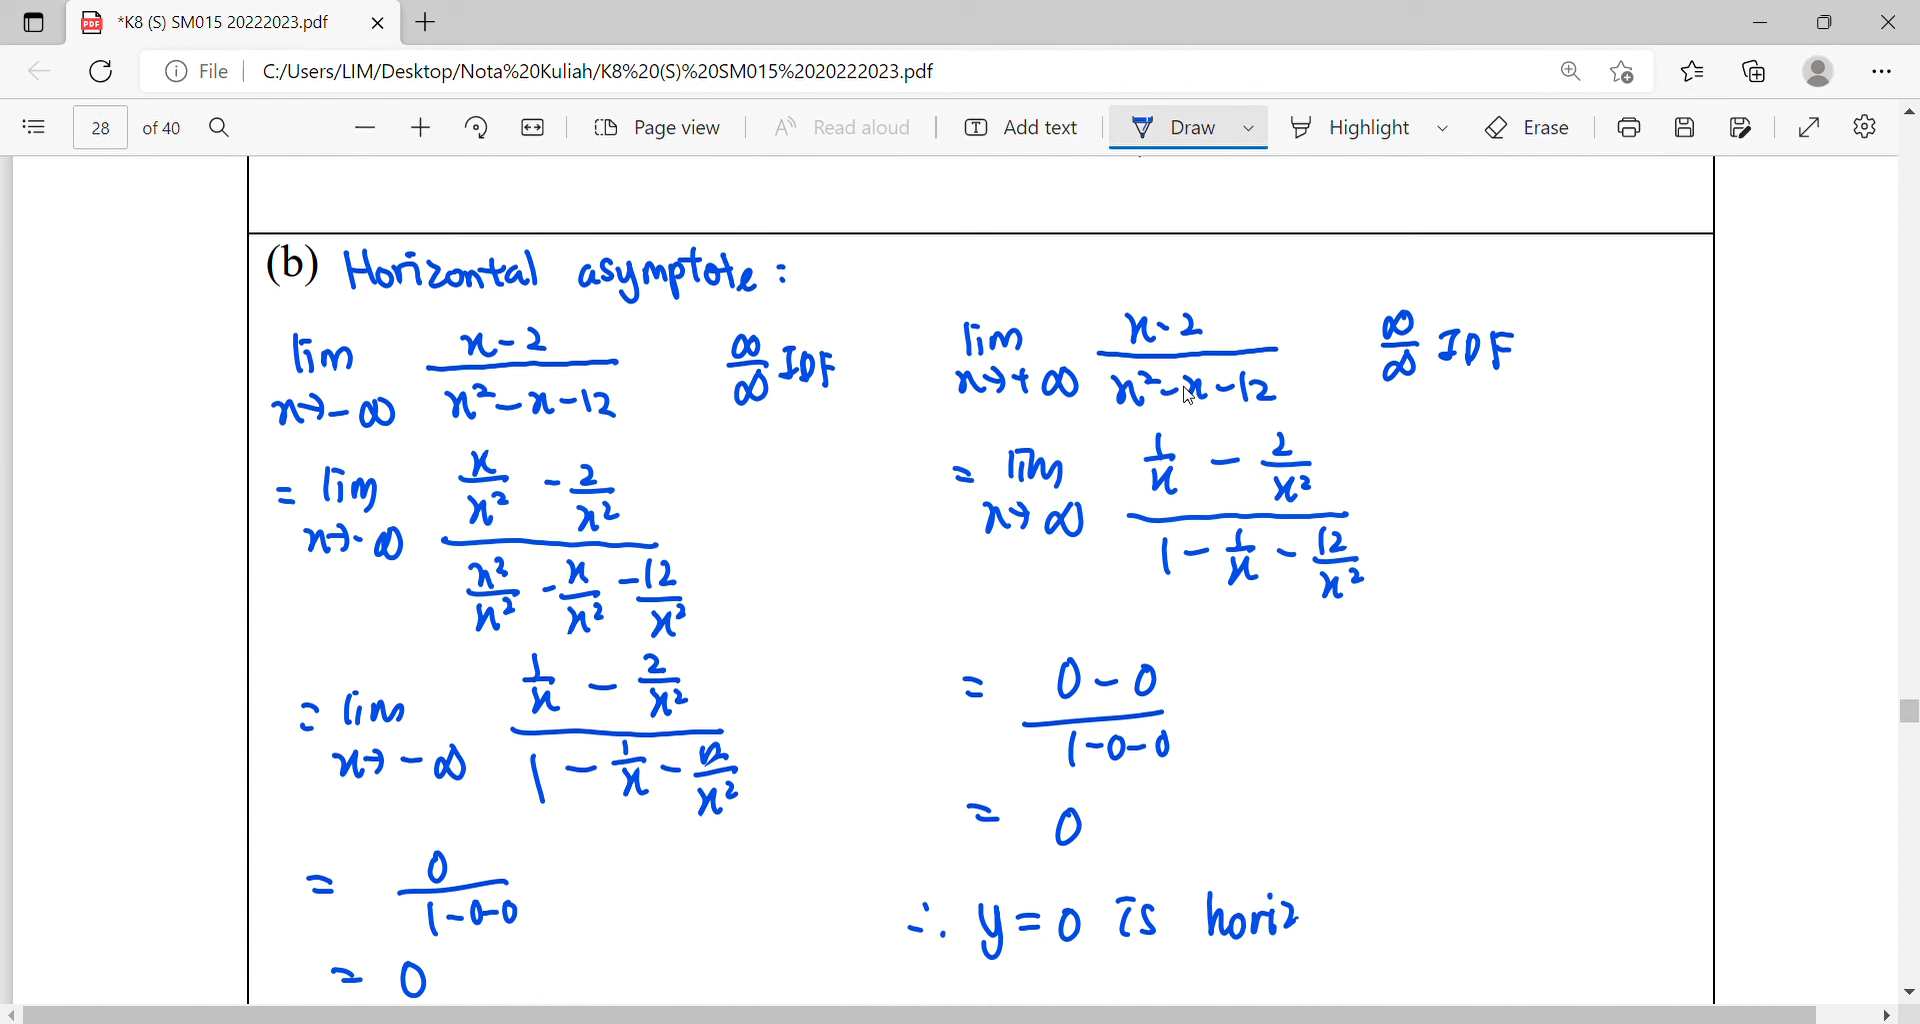 *K8 (S) SM015 20222023.pdf
File C:/Users/LIM/Desktop/Nota%20Kuliah/K8%20(S)%20SM015%2020222023.pdf
28 of 40 Page view Read aloud Add text Draw Highlight Erase
(b) Horizontal asymptote :
lim x→-∞ (x-2)/(x²-x-12) ∞/∞ IDF
= lim x→-∞ (x/x² - 2/x²)/(x²/x² - x/x² - 12/x²)
= lim x→-∞ (1/x - 2/x²)/(1 - 1/x - 12/x²)
= 0/(1-0-0)
= 0
lim x→+∞ (x-2)/(x²-x-12) ∞/∞ IDF
= lim x→∞ (1/x - 2/x²)/(1 - 1/x - 12/x²)
= (0-0)/(1-0-0)
= 0
∴ y=0 is horiz